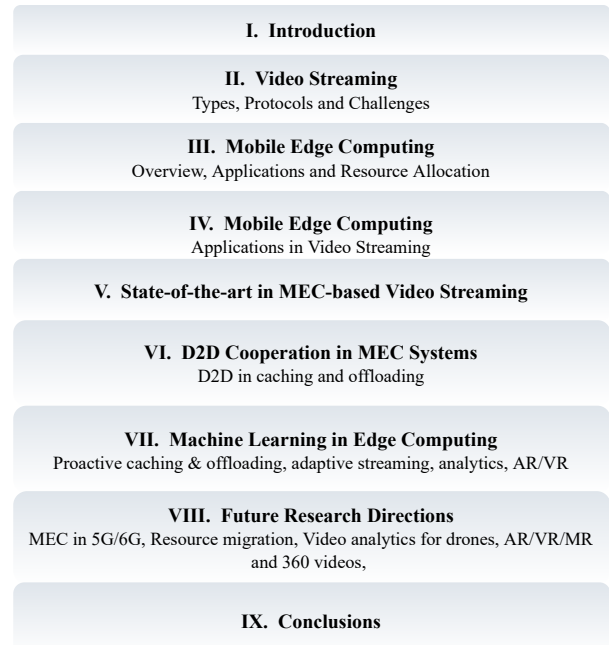 I. Introduction
II. Video Streaming
Types, Protocols and Challenges
III. Mobile Edge Computing
Overview, Applications and Resource Allocation
IV. Mobile Edge Computing
Applications in Video Streaming
V. State-of-the-art in MEC-based Video Streaming
VI. D2D Cooperation in MEC Systems
D2D in caching and offloading
VII. Machine Learning in Edge Computing
Proactive caching & offloading, adaptive streaming, analytics, AR/VR
VIII. Future Research Directions
MEC in 5G/6G, Resource migration, Video analytics for drones, AR/VR/MR
and 360 videos,
IX. Conclusions